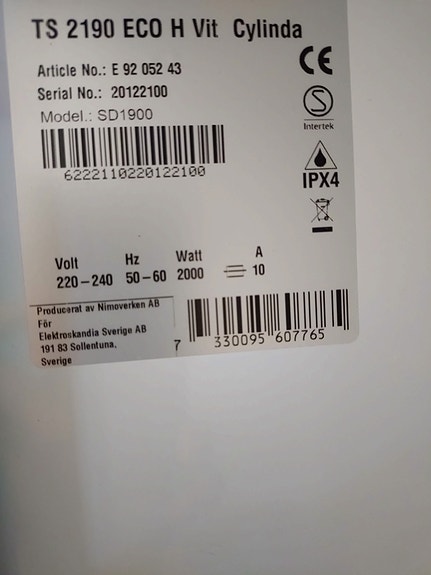 TS 2190 ECO H Vit Cylinda
Article No.: E 92 052 43
Serial No.: 20122100
Model.: SD1900
6222110220122100
CE
S
Intertek
IPX4
Volt Hz Watt A
220-240 50-60 2000 10
Producerat av Nimoverken AB
För
Elektroskandia Sverige AB
191 83 Sollentuna,
Sverige
7 330095 607765